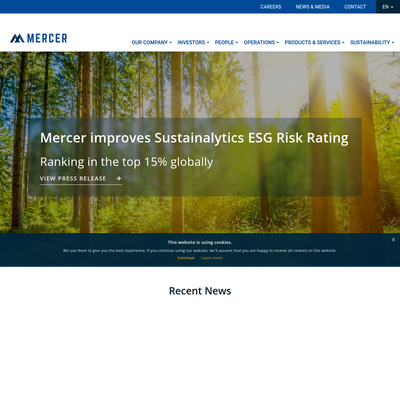 CAREERS NEWS & MEDIA CONTACT EN
MERCER
OUR COMPANY INVESTORS PEOPLE OPERATIONS PRODUCTS & SERVICES SUSTAINABILITY
Mercer improves Sustainalytics ESG Risk Rating
Ranking in the top 15% globally
VIEW PRESS RELEASE +
This website is using cookies. X
We use them to give you the best experience. If you continue using our website, we'll assume that you are happy to receive all cookies on this website.
Continue Learn more
Recent News